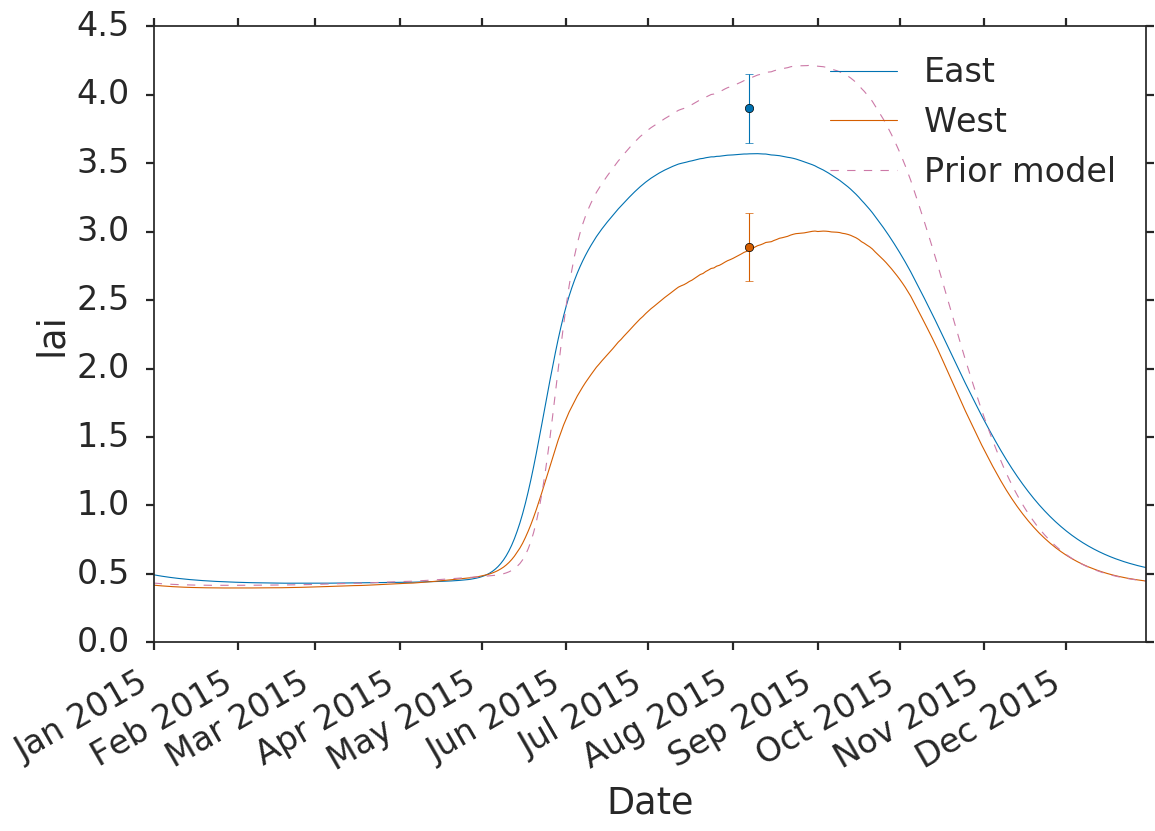 4.5
4.0
3.5
3.0
2.5
2.0
1.5
1.0
0.5
0.0
lai
East
West
Prior model
Jan 2015
Feb 2015
Mar 2015
Apr 2015
May 2015
Jun 2015
Jul 2015
Aug 2015
Sep 2015
Oct 2015
Nov 2015
Dec 2015
Date